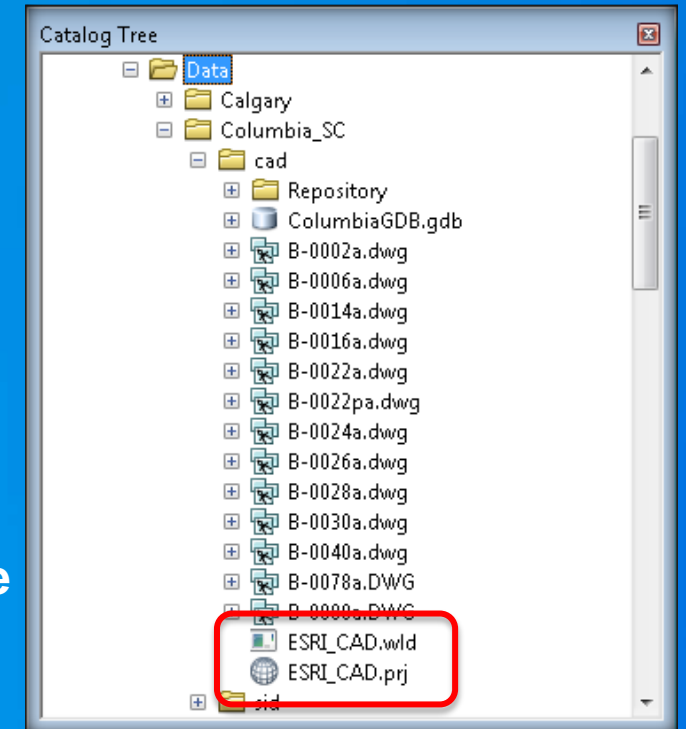 Catalog Tree
Data
Calgary
Columbia_SC
cad
Repository
ColumbiaGDB.gdb
B-0002a.dwg
B-0006a.dwg
B-0014a.dwg
B-0016a.dwg
B-0022a.dwg
B-0022pa.dwg
B-0024a.dwg
B-0026a.dwg
B-0028a.dwg
B-0030a.dwg
B-0040a.dwg
e
B-0078a.DWG
ESRI_CAD.wld
ESRI_CAD.prj
sid